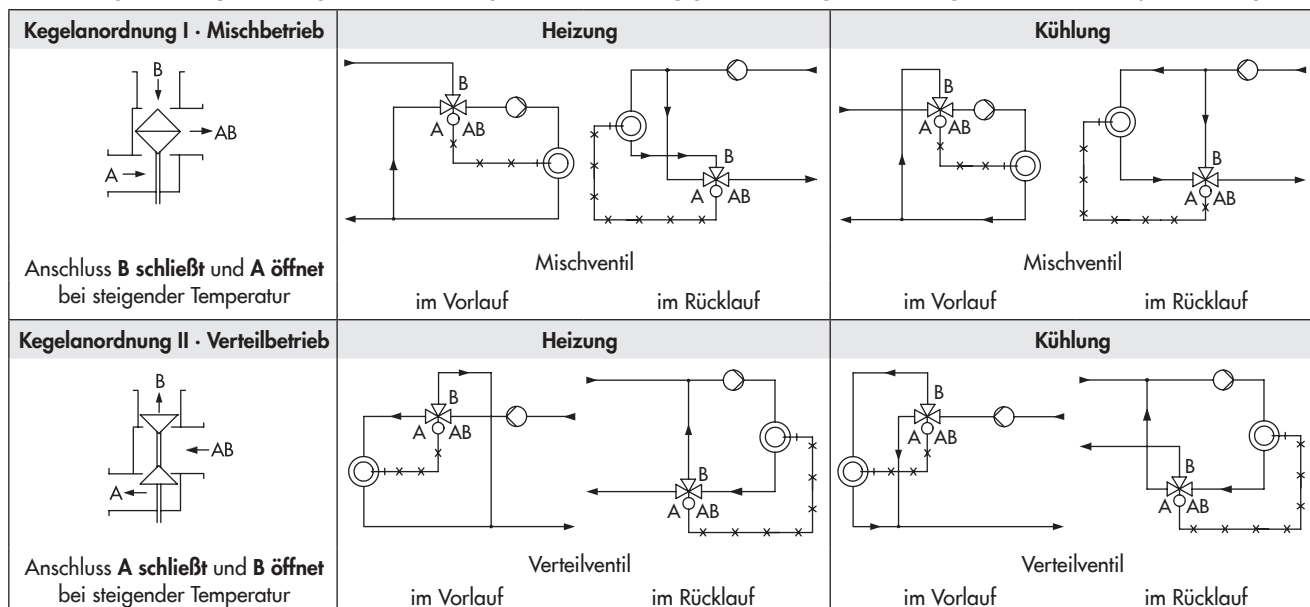 Kegelanordnung I · Mischbetrieb
Heizung
Kühlung
B
AB
A
Anschluss B schließt und A öffnet
bei steigender Temperatur
B
A AB
B
A AB
Mischventil
im Vorlauf im Rücklauf
B
A AB
B
A AB
Mischventil
im Vorlauf im Rücklauf
Kegelanordnung II · Verteilbetrieb
Heizung
Kühlung
B
AB
A
Anschluss A schließt und B öffnet
bei steigender Temperatur
B
A AB
B
A AB
Verteilventil
im Vorlauf im Rücklauf
B
A AB
B
A AB
Verteilventil
im Vorlauf im Rücklauf